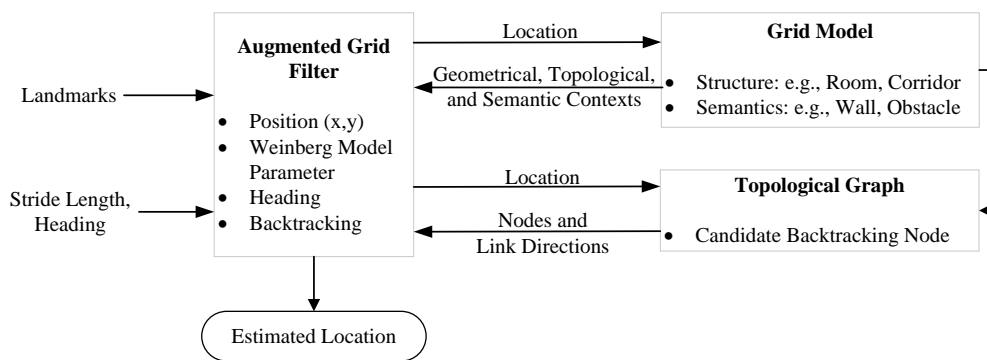 Landmarks
Stride Length,
Heading
Augmented Grid
Filter
• Position (x,y)
• Weinberg Model
Parameter
• Heading
• Backtracking
Location
Geometrical, Topological,
and Semantic Contexts
Location
Nodes and
Link Directions
Grid Model
• Structure: e.g., Room, Corridor
• Semantics: e.g., Wall, Obstacle
Topological Graph
• Candidate Backtracking Node
Estimated Location